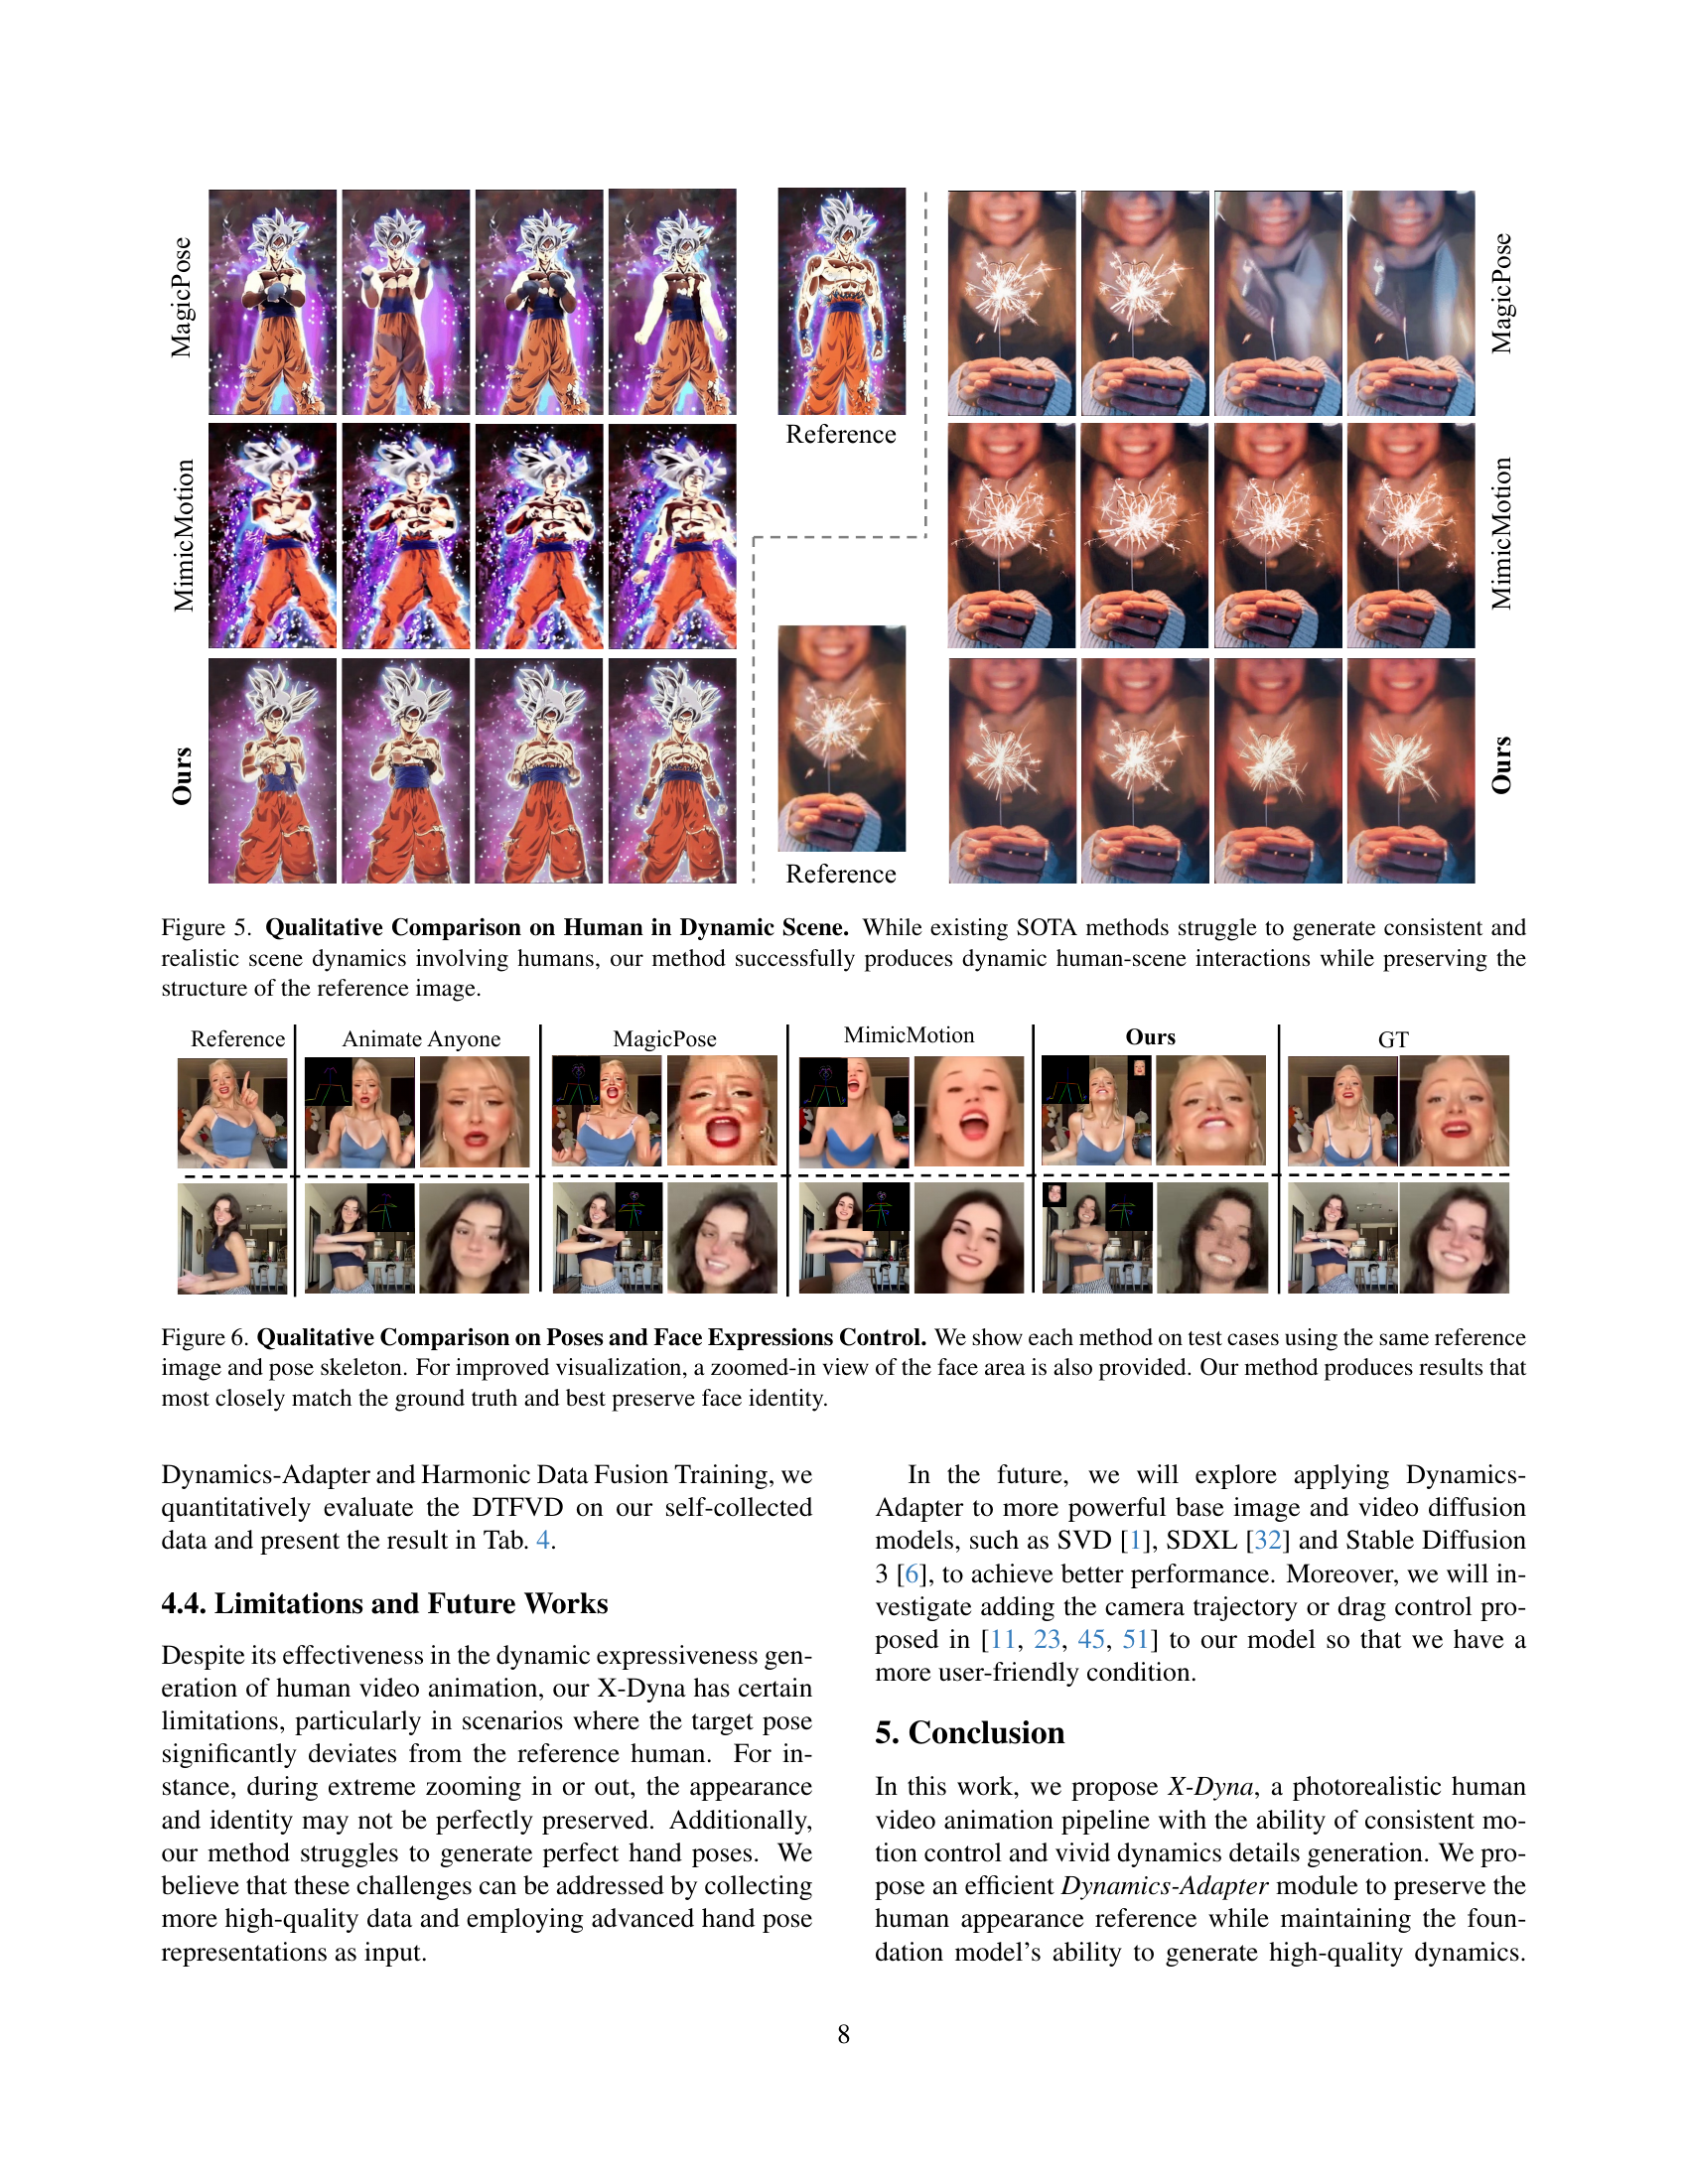 MagicPose
MimicMotion
Ours
Reference
Reference
MagicPose
MimicMotion
Ours
Figure 5. Qualitative Comparison on Human in Dynamic Scene. While existing SOTA methods struggle to generate consistent and
realistic scene dynamics involving humans, our method successfully produces dynamic human-scene interactions while preserving the
structure of the reference image.
Reference
Animate Anyone
MagicPose
MimicMotion
Ours
GT
Figure 6. Qualitative Comparison on Poses and Face Expressions Control. We show each method on test cases using the same reference
image and pose skeleton. For improved visualization, a zoomed-in view of the face area is also provided. Our method produces results that
most closely match the ground truth and best preserve face identity.
Dynamics-Adapter and Harmonic Data Fusion Training, we
quantitatively evaluate the DTFVD on our self-collected
data and present the result in Tab. 4.
4.4. Limitations and Future Works
Despite its effectiveness in the dynamic expressiveness gen-
eration of human video animation, our X-Dyna has certain
limitations, particularly in scenarios where the target pose
significantly deviates from the reference human. For in-
stance, during extreme zooming in or out, the appearance
and identity may not be perfectly preserved. Additionally,
our method struggles to generate perfect hand poses. We
believe that these challenges can be addressed by collecting
more high-quality data and employing advanced hand pose
representations as input.
In the future, we will explore applying Dynamics-
Adapter to more powerful base image and video diffusion
models, such as SVD [1], SDXL [32] and Stable Diffusion
3 [6], to achieve better performance. Moreover, we will in-
vestigate adding the camera trajectory or drag control pro-
posed in [11, 23, 45, 51] to our model so that we have a
more user-friendly condition.
5. Conclusion
In this work, we propose X-Dyna, a photorealistic human
video animation pipeline with the ability of consistent mo-
tion control and vivid dynamics details generation. We pro-
pose an efficient Dynamics-Adapter module to preserve the
human appearance reference while maintaining the foun-
dation model's ability to generate high-quality dynamics.
8